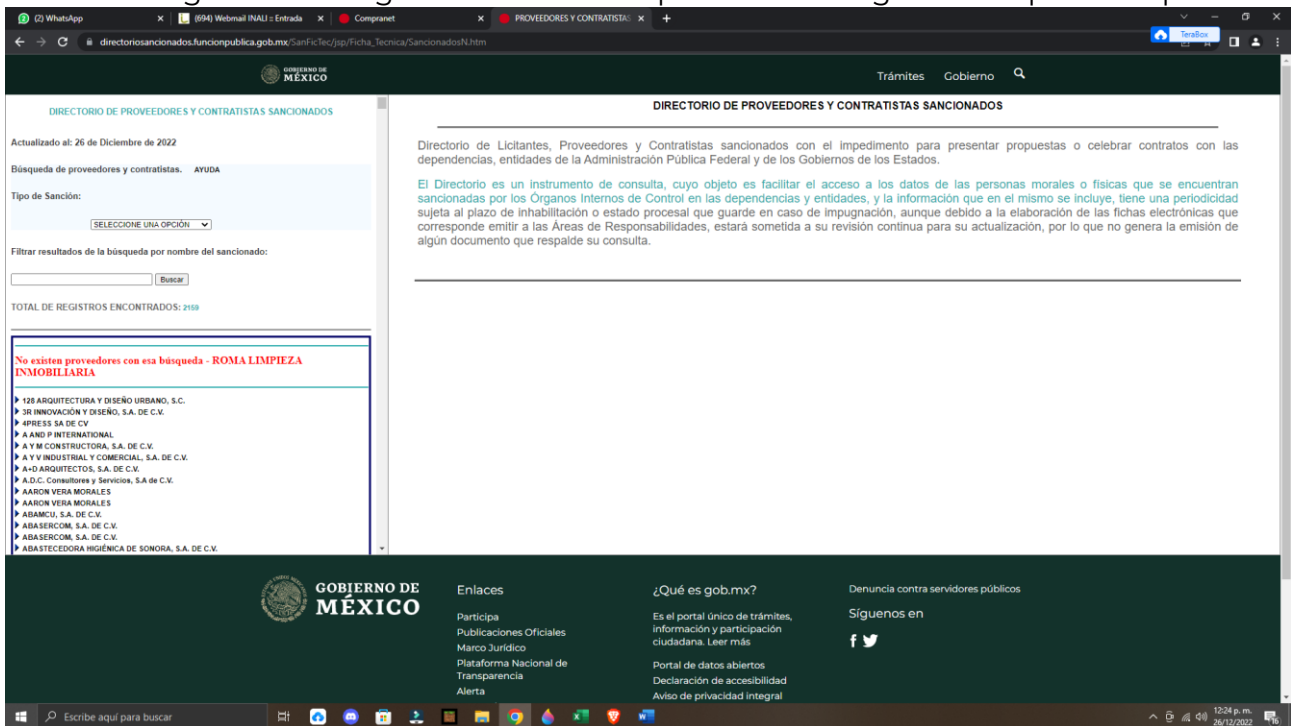 (2) WhatsApp
(694) Webmail INALI :: Entrada
Compranet
PROVEEDORES Y CONTRATISTAS
directoriosancionados.funcionpublica.gob.mx/SanFicTec/jsp/Ficha_Tecnica/SancionadosN.htm
TeraBox
GOBIERNO DE
MÉXICO
Trámites Gobierno
DIRECTORIO DE PROVEEDORES Y CONTRATISTAS SANCIONADOS
Actualizado al: 26 de Diciembre de 2022
Búsqueda de proveedores y contratistas. AYUDA
Tipo de Sanción:
SELECCIONE UNA OPCIÓN
Filtrar resultados de la búsqueda por nombre del sancionado:
Buscar
TOTAL DE REGISTROS ENCONTRADOS: 2159
No existen proveedores con esa búsqueda - ROMA LIMPIEZA
INMOBILIARIA
128 ARQUITECTURA Y DISEÑO URBANO, S.C.
3R INNOVACIÓN Y DISEÑO, S.A. DE C.V.
4PRESS SA DE CV
A AND P INTERNATIONAL
A Y M CONSTRUCTORA, S.A. DE C.V.
A Y V INDUSTRIAL Y COMERCIAL, S.A. DE C.V.
A+D ARQUITECTOS, S.A. DE C.V.
A.D.C. Consultores y Servicios, S.A de C.V.
AARON VERA MORALES
AARON VERA MORALES
ABAMCU, S.A. DE C.V.
ABASERCOM, S.A. DE C.V.
ABASERCOM, S.A. DE C.V.
ABASTECEDORA HIGIÉNICA DE SONORA, S.A. DE C.V.
DIRECTORIO DE PROVEEDORES Y CONTRATISTAS SANCIONADOS
Directorio de Licitantes, Proveedores y Contratistas sancionados con el impedimento para presentar propuestas o celebrar contratos con las
dependencias, entidades de la Administración Pública Federal y de los Gobiernos de los Estados.
El Directorio es un instrumento de consulta, cuyo objeto es facilitar el acceso a los datos de las personas morales o físicas que se encuentran
sancionadas por los Órganos Internos de Control en las dependencias y entidades, y la información que en el mismo se incluye, tiene una periodicidad
sujeta al plazo de inhabilitación o estado procesal que guarde en caso de impugnación, aunque debido a la elaboración de las fichas electrónicas que
corresponde emitir a las Áreas de Responsabilidades, estará sometida a su revisión continua para su actualización, por lo que no genera la emisión de
algún documento que respalde su consulta.
GOBIERNO DE
MÉXICO
Enlaces
Participa
Publicaciones Oficiales
Marco Jurídico
Plataforma Nacional de
Transparencia
Alerta
¿Qué es gob.mx?
Es el portal único de trámites,
información y participación
ciudadana. Leer más
Portal de datos abiertos
Declaración de accesibilidad
Aviso de privacidad integral
Denuncia contra servidores públicos
Síguenos en
Escribe aquí para buscar
12:24 p. m.
26/12/2022